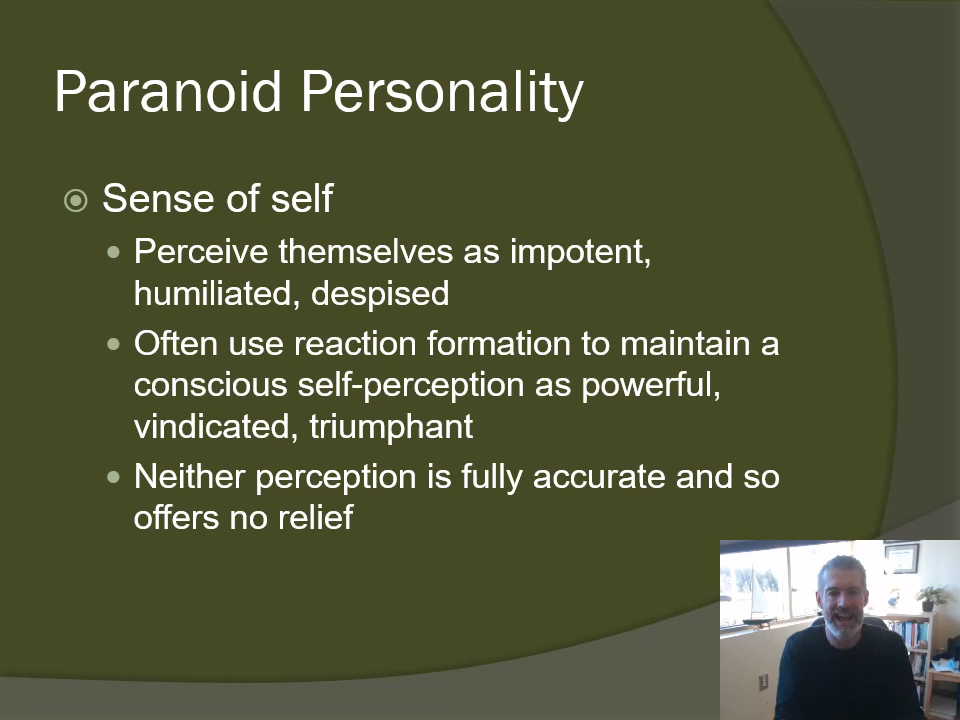 Paranoid Personality
Sense of self
Perceive themselves as impotent,
humiliated, despised
Often use reaction formation to maintain a
conscious self-perception as powerful,
vindicated, triumphant
Neither perception is fully accurate and so
offers no relief